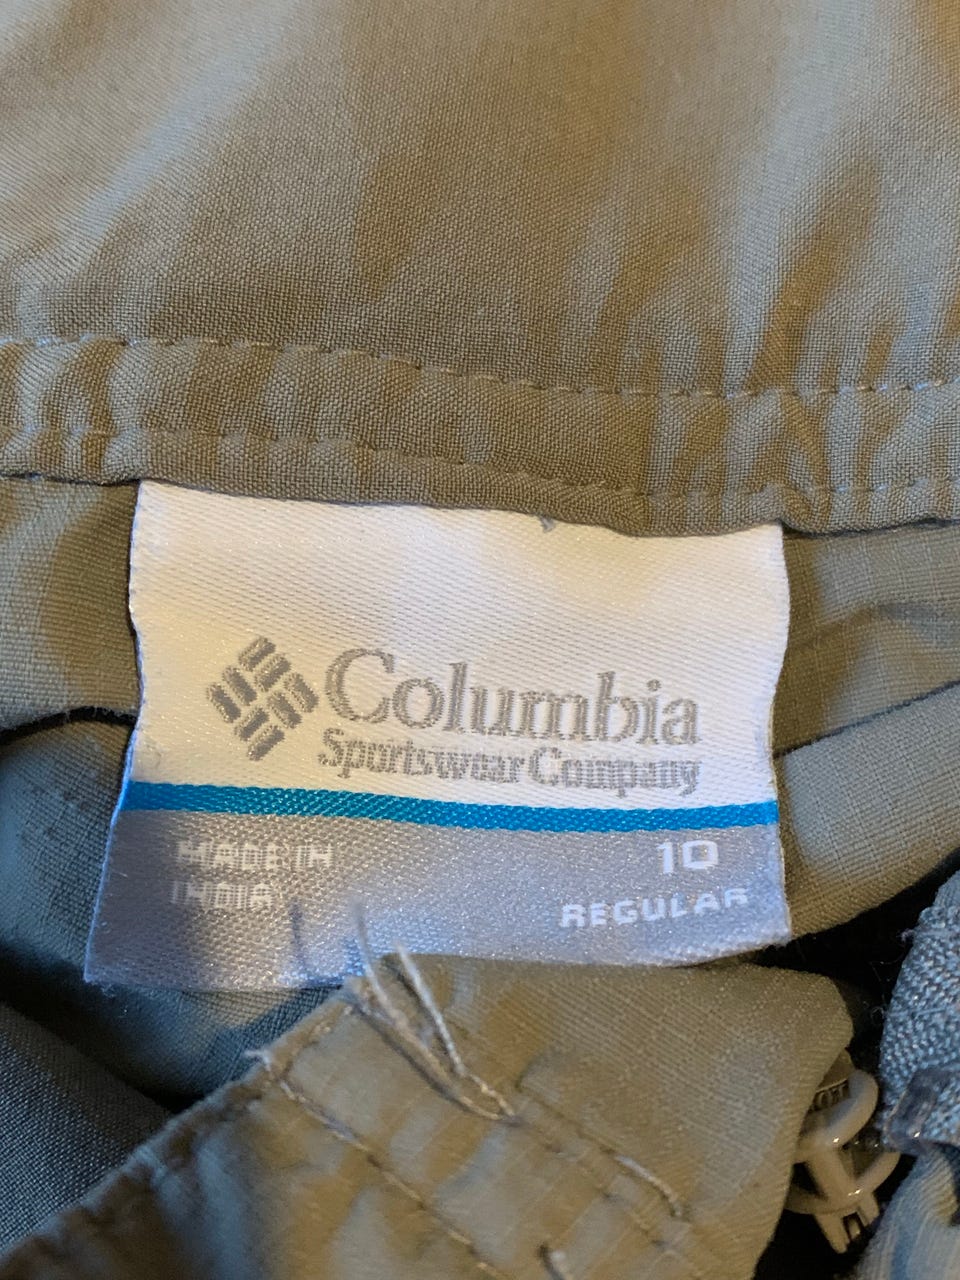 Columbia
Sportswear Company
MADE IN
INDIA
10
REGULAR